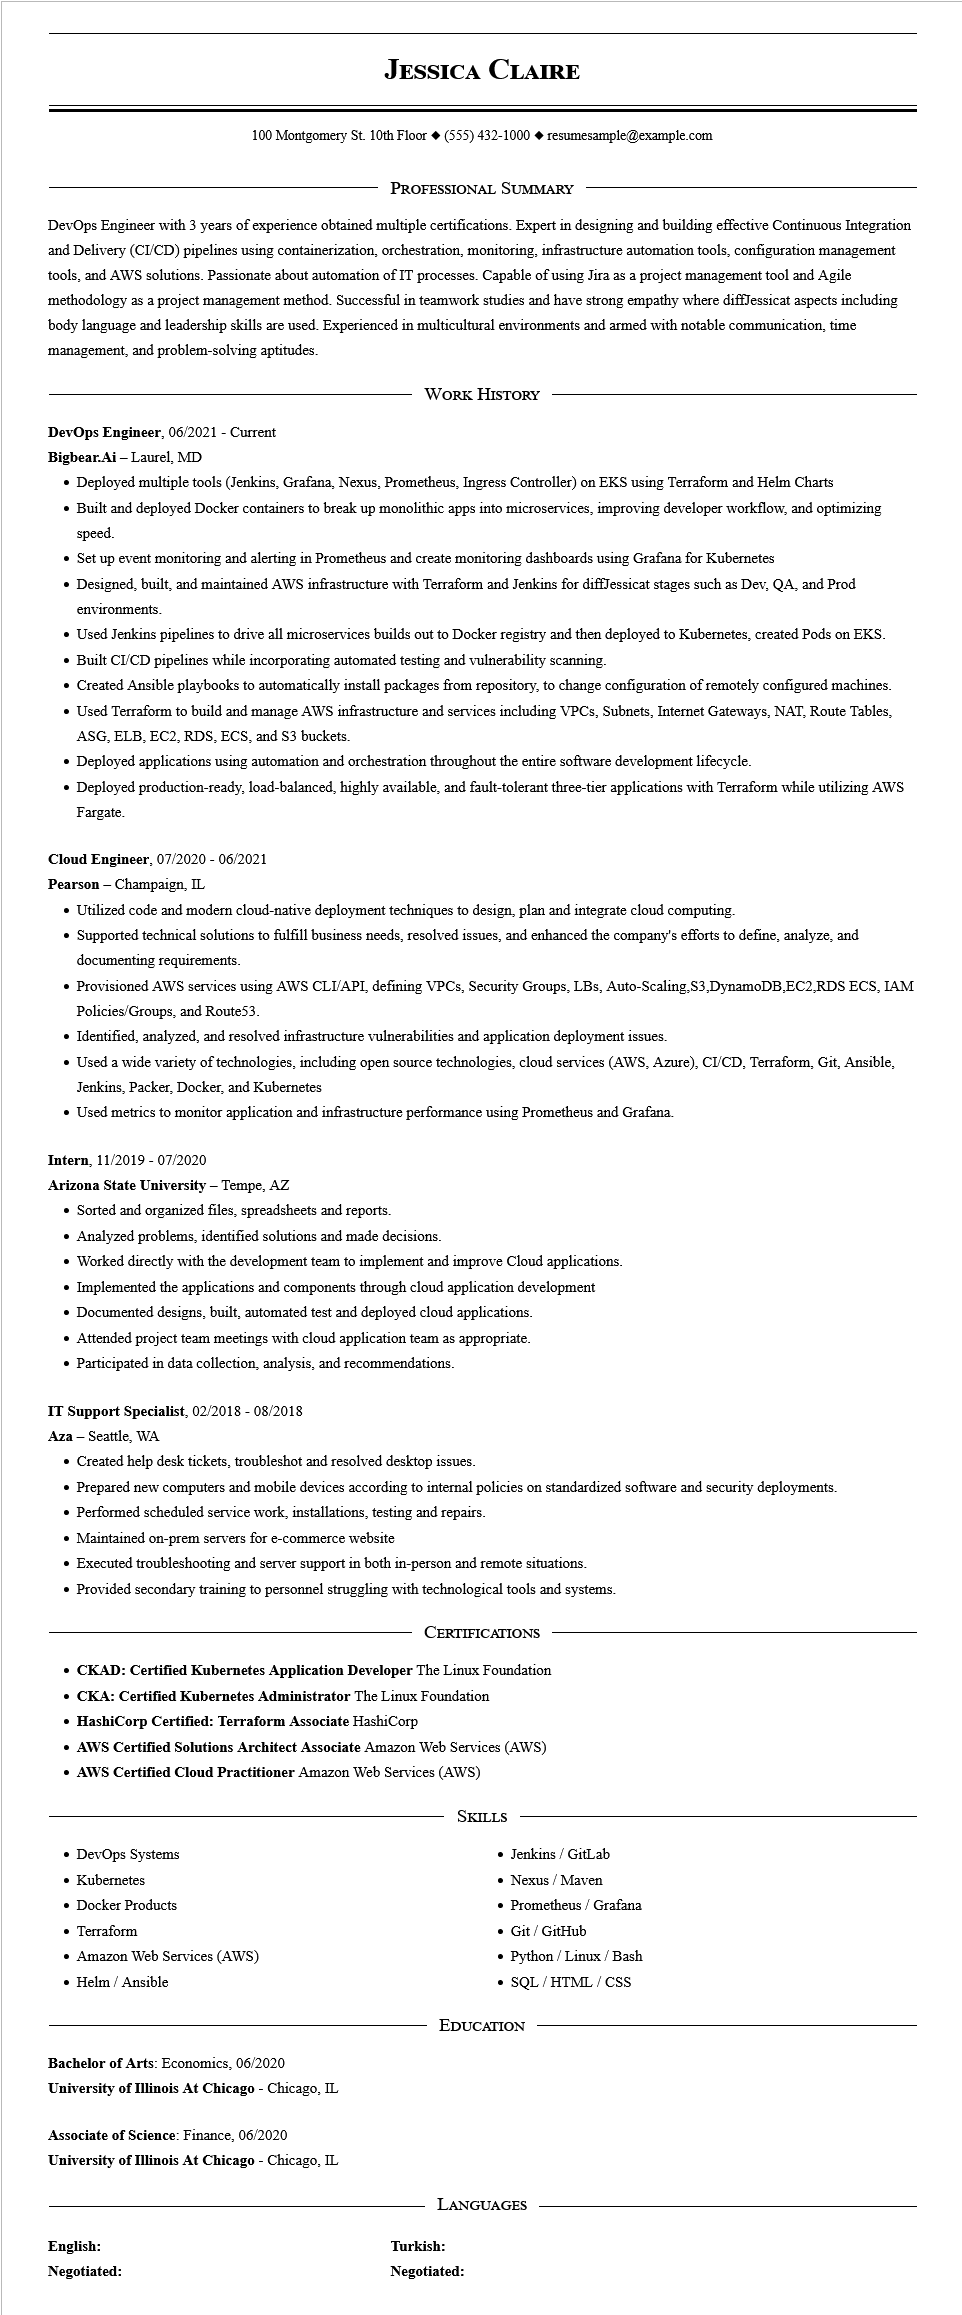 Jessica Claire
100 Montgomery St. 10th Floor ◆ (555) 432-1000 ◆ resumesample@example.com
Professional Summary
DevOps Engineer with 3 years of experience obtained multiple certifications. Expert in designing and building effective Continuous Integration
and Delivery (CI/CD) pipelines using containerization, orchestration, monitoring, infrastructure automation tools, configuration management
tools, and AWS solutions. Passionate about automation of IT processes. Capable of using Jira as a project management tool and Agile
methodology as a project management method. Successful in teamwork studies and have strong empathy where diffJessicat aspects including
body language and leadership skills are used. Experienced in multicultural environments and armed with notable communication, time
management, and problem-solving aptitudes.
Work History
DevOps Engineer, 06/2021 - Current
Bigbear.Ai – Laurel, MD
• Deployed multiple tools (Jenkins, Grafana, Nexus, Prometheus, Ingress Controller) on EKS using Terraform and Helm Charts
• Built and deployed Docker containers to break up monolithic apps into microservices, improving developer workflow, and optimizing
speed.
• Set up event monitoring and alerting in Prometheus and create monitoring dashboards using Grafana for Kubernetes
• Designed, built, and maintained AWS infrastructure with Terraform and Jenkins for diffJessicat stages such as Dev, QA, and Prod
environments.
• Used Jenkins pipelines to drive all microservices builds out to Docker registry and then deployed to Kubernetes, created Pods on EKS.
• Built CI/CD pipelines while incorporating automated testing and vulnerability scanning.
• Created Ansible playbooks to automatically install packages from repository, to change configuration of remotely configured machines.
• Used Terraform to build and manage AWS infrastructure and services including VPCs, Subnets, Internet Gateways, NAT, Route Tables,
ASG, ELB, EC2, RDS, ECS, and S3 buckets.
• Deployed applications using automation and orchestration throughout the entire software development lifecycle.
• Deployed production-ready, load-balanced, highly available, and fault-tolerant three-tier applications with Terraform while utilizing AWS
Fargate.
Cloud Engineer, 07/2020 - 06/2021
Pearson – Champaign, IL
• Utilized code and modern cloud-native deployment techniques to design, plan and integrate cloud computing.
• Supported technical solutions to fulfill business needs, resolved issues, and enhanced the company's efforts to define, analyze, and
documenting requirements.
• Provisioned AWS services using AWS CLI/API, defining VPCs, Security Groups, LBs, Auto-Scaling,S3,DynamoDB,EC2,RDS ECS, IAM
Policies/Groups, and Route53.
• Identified, analyzed, and resolved infrastructure vulnerabilities and application deployment issues.
• Used a wide variety of technologies, including open source technologies, cloud services (AWS, Azure), CI/CD, Terraform, Git, Ansible,
Jenkins, Packer, Docker, and Kubernetes
• Used metrics to monitor application and infrastructure performance using Prometheus and Grafana.
Intern, 11/2019 - 07/2020
Arizona State University – Tempe, AZ
• Sorted and organized files, spreadsheets and reports.
• Analyzed problems, identified solutions and made decisions.
• Worked directly with the development team to implement and improve Cloud applications.
• Implemented the applications and components through cloud application development
• Documented designs, built, automated test and deployed cloud applications.
• Attended project team meetings with cloud application team as appropriate.
• Participated in data collection, analysis, and recommendations.
IT Support Specialist, 02/2018 - 08/2018
Aza – Seattle, WA
• Created help desk tickets, troubleshot and resolved desktop issues.
• Prepared new computers and mobile devices according to internal policies on standardized software and security deployments.
• Performed scheduled service work, installations, testing and repairs.
• Maintained on-prem servers for e-commerce website
• Executed troubleshooting and server support in both in-person and remote situations.
• Provided secondary training to personnel struggling with technological tools and systems.
Certifications
• CKAD: Certified Kubernetes Application Developer The Linux Foundation
• CKA: Certified Kubernetes Administrator The Linux Foundation
• HashiCorp Certified: Terraform Associate HashiCorp
• AWS Certified Solutions Architect Associate Amazon Web Services (AWS)
• AWS Certified Cloud Practitioner Amazon Web Services (AWS)
Skills
• DevOps Systems
• Kubernetes
• Docker Products
• Terraform
• Amazon Web Services (AWS)
• Helm / Ansible
• Jenkins / GitLab
• Nexus / Maven
• Prometheus / Grafana
• Git / GitHub
• Python / Linux / Bash
• SQL / HTML / CSS
Education
Bachelor of Arts: Economics, 06/2020
University of Illinois At Chicago - Chicago, IL
Associate of Science: Finance, 06/2020
University of Illinois At Chicago - Chicago, IL
Languages
English:
Negotiated:
Turkish:
Negotiated: